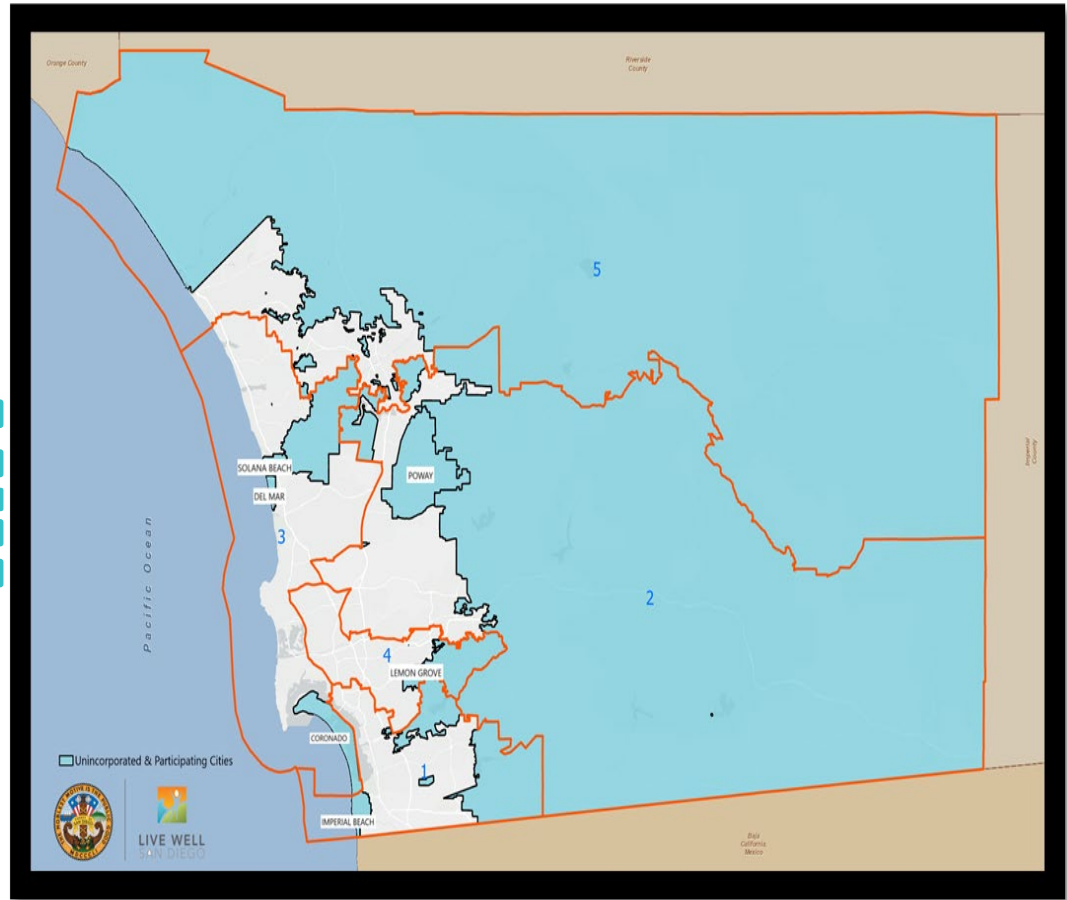 Orange County
Riverside
County
5
SOLANA BEACH
POWAY
DEL MAR
Imperial
County
3
Pacific Ocean
2
4
LEMON GROVE
CORONADO
Unincorporated & Participating Cities
1
IMPERIAL BEACH
LIVE WELL
SAN DIEGO
Baja
California,
Mexico